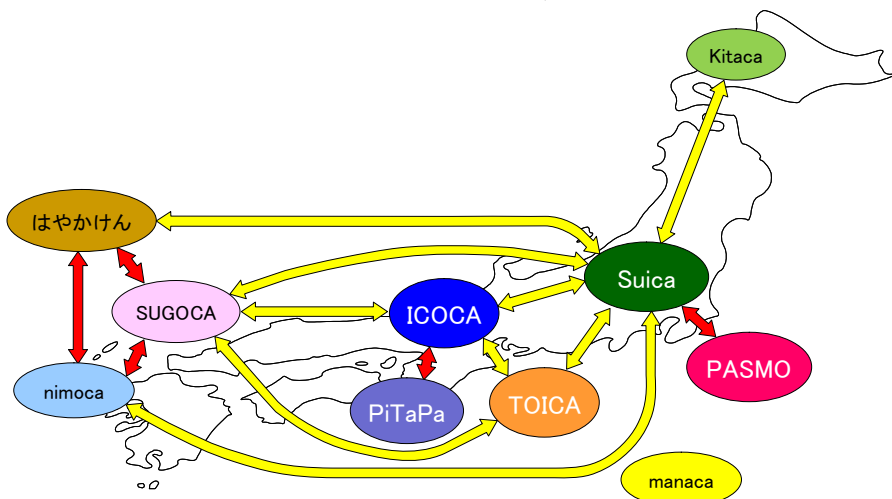 Kitaca
はやかけん
Suica
SUGOCA
ICOCA
PASMO
nimoca
PiTaPa
TOICA
manaca